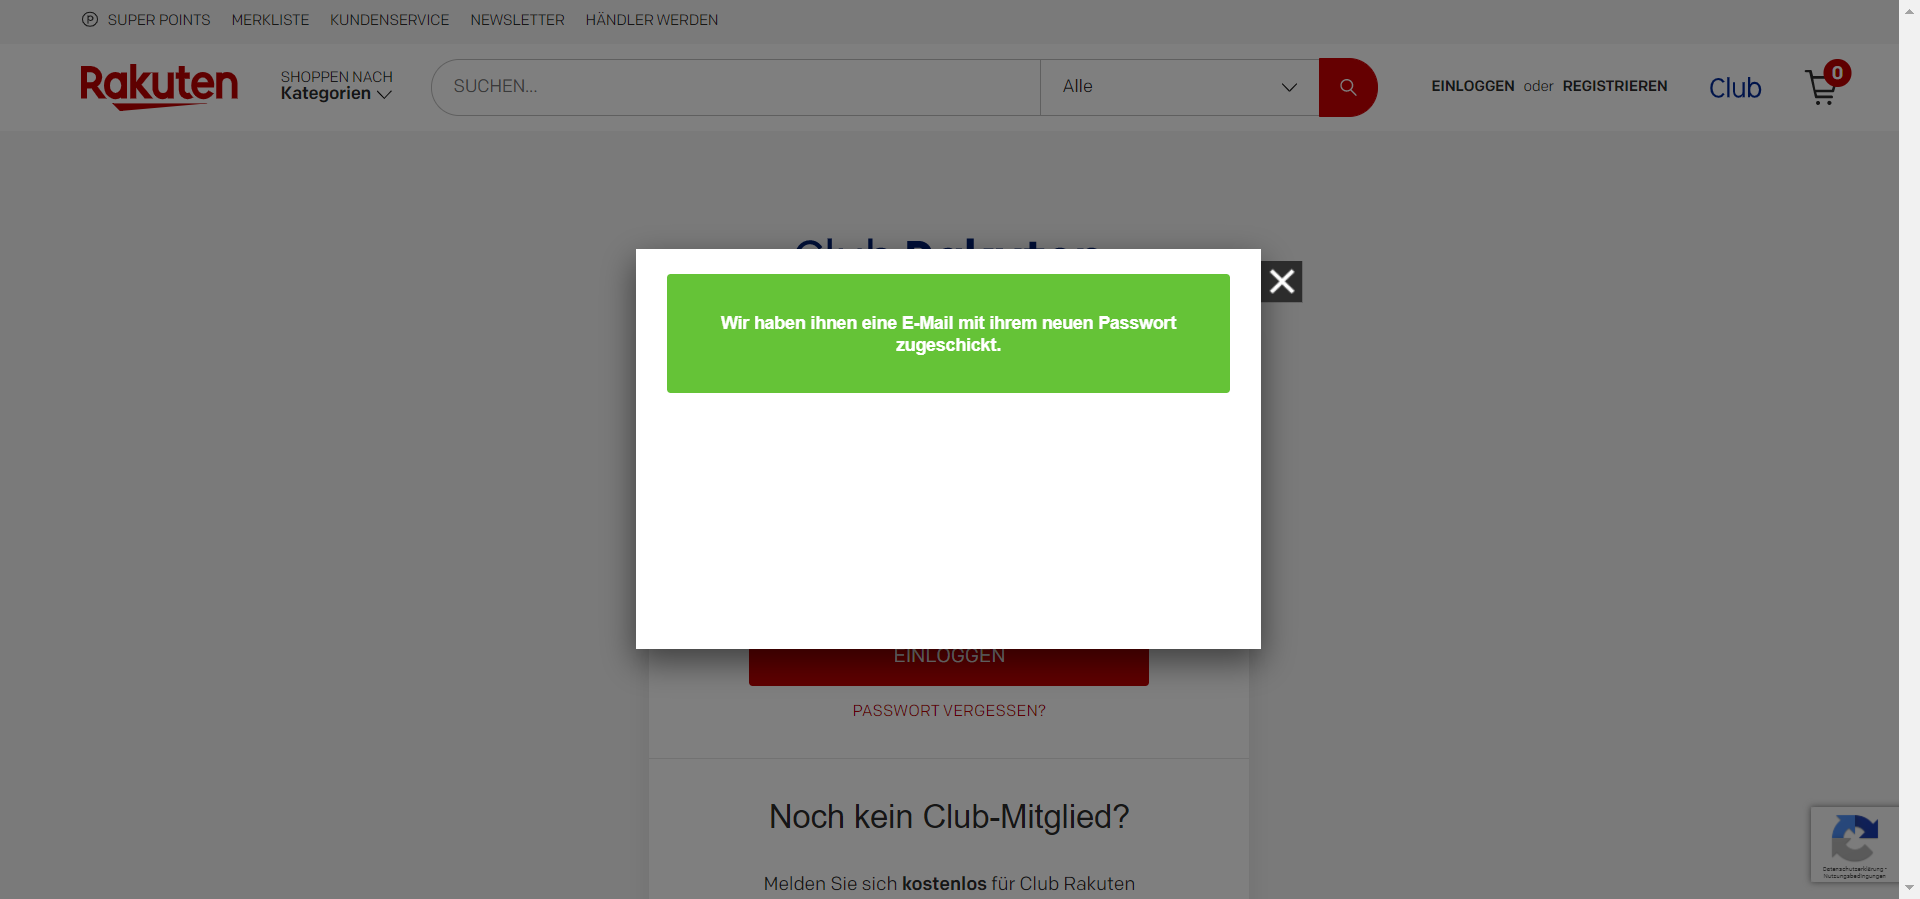 SUPER POINTS MERKLISTE KUNDENSERVICE NEWSLETTER HÄNDLER WERDEN
Rakuten
SHOPPEN NACH
Kategorien
SUCHEN...
Alle
EINLOGGEN oder REGISTRIEREN
Club
0
Club Rakuten
Wir haben ihnen eine E-Mail mit ihrem neuen Passwort
zugeschickt.
EINLOGGEN
PASSWORT VERGESSEN?
Noch kein Club-Mitglied?
Melden Sie sich kostenlos für Club Rakuten
Datenschutzerklärung -
Nutzungsbedingungen